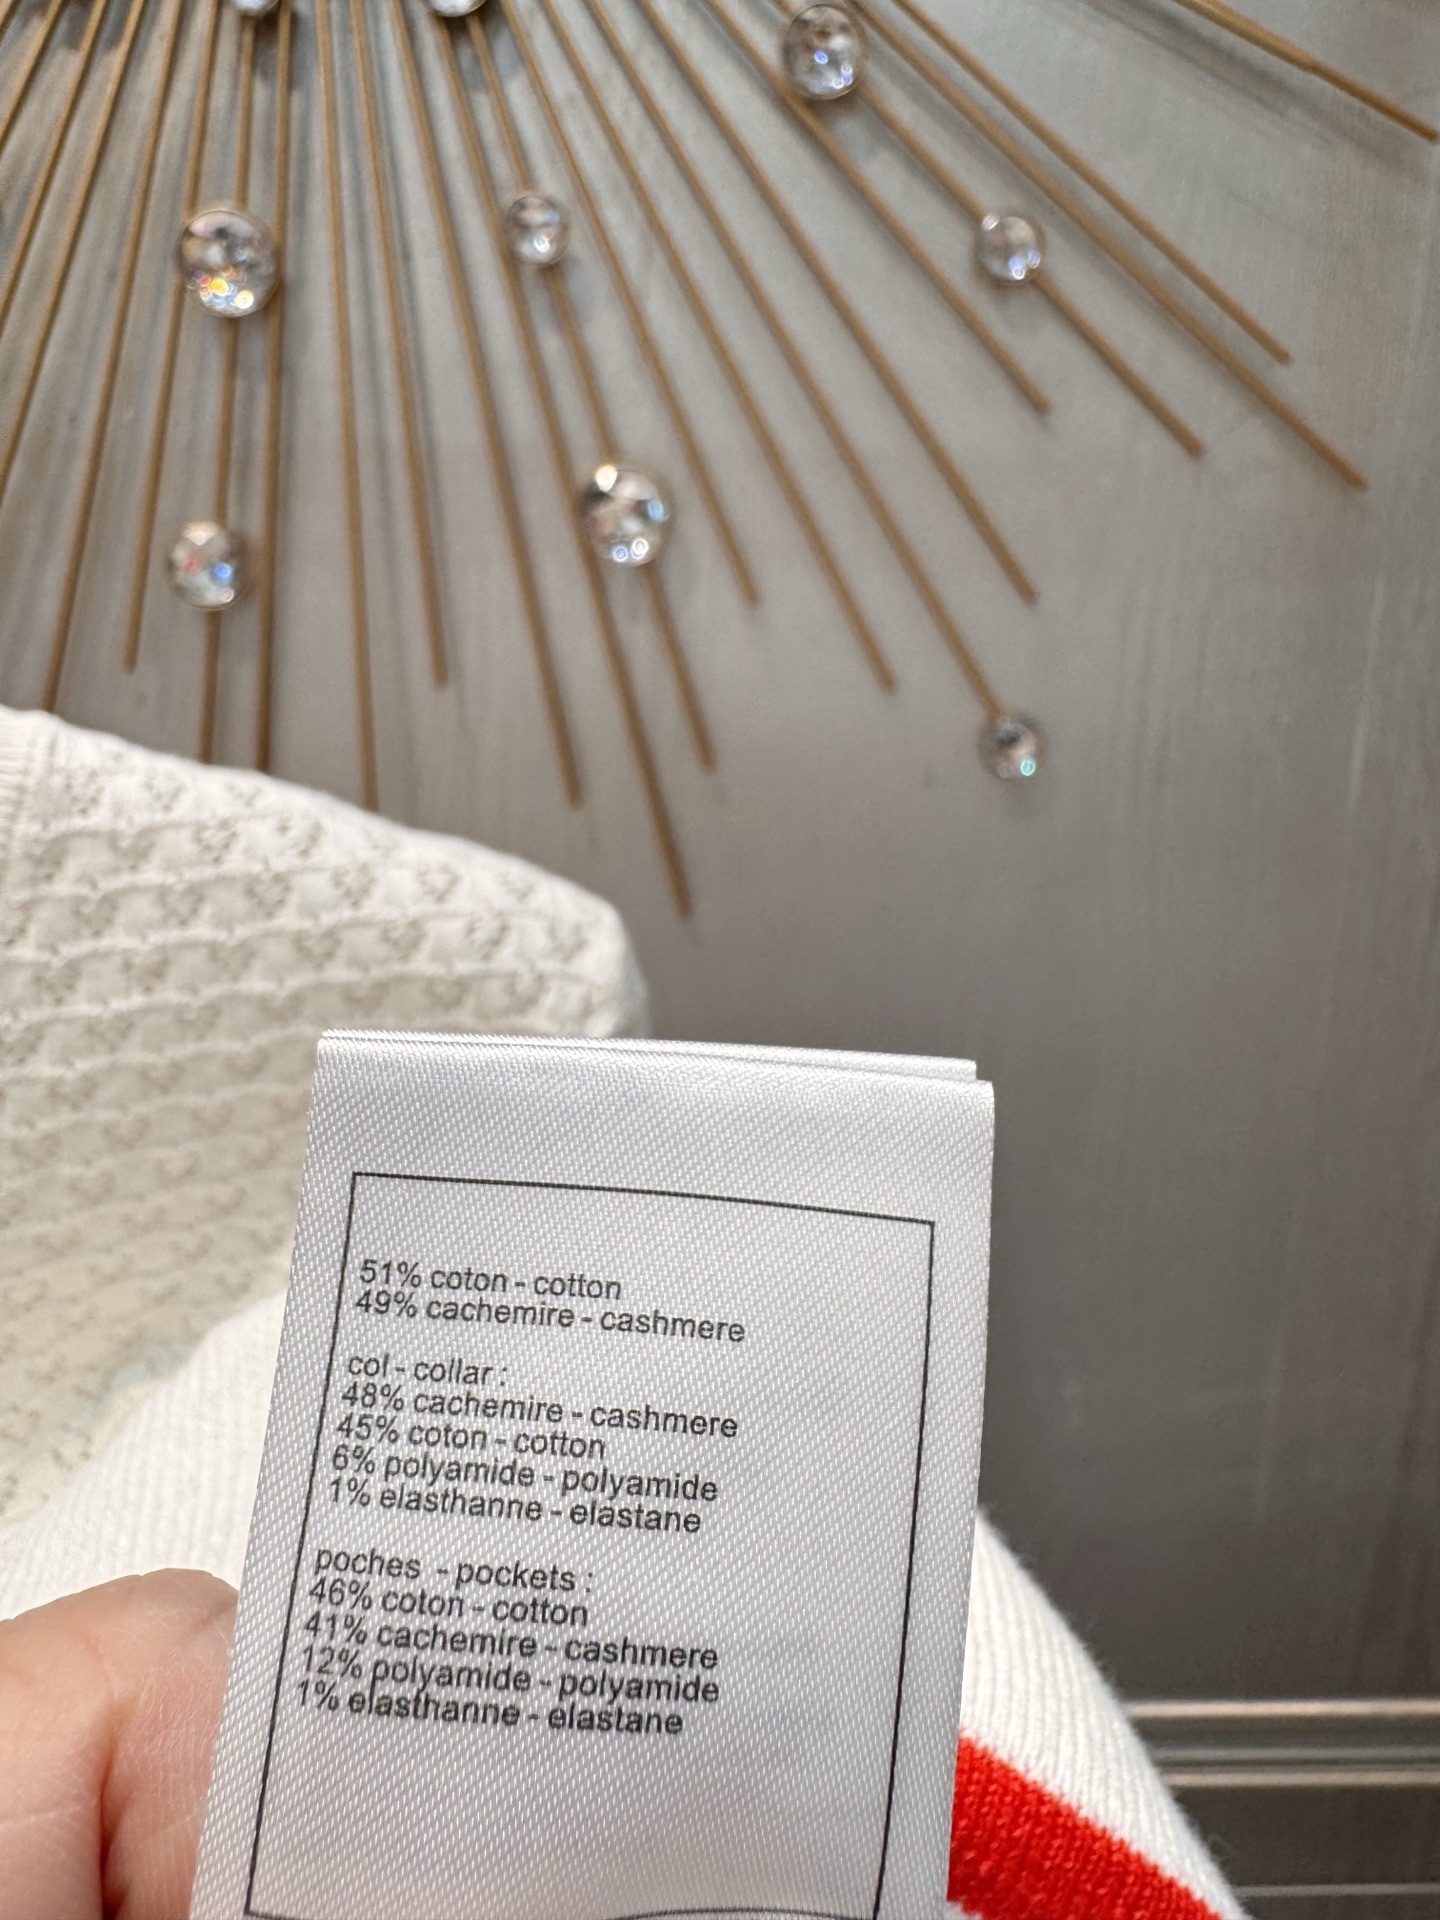 51% coton - cotton
49% cachemire - cashmere
col - collar :
48% cachemire - cashmere
45% coton - cotton
6% polyamide - polyamide
1% elasthanne - elastane
poches - pockets :
46% coton - cotton
41% cachemire - cashmere
12% polyamide - polyamide
1% elasthanne - elastane